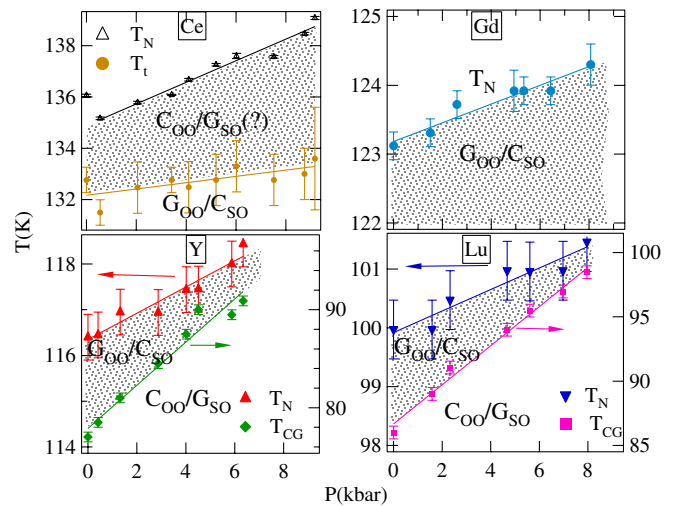 Ce
T_N
T_t
138
136
134
132
C_OO/G_SO(?)
G_OO/C_SO
Gd
T_N
124
123
122
G_OO/C_SO
T(K)
Y
118
116
114
90
80
G_OO/C_SO
C_OO/G_SO
T_N
T_CG
0
2
4
6
8
Lu
101
100
99
98
100
95
90
85
G_OO/C_SO
C_OO/G_SO
T_N
T_CG
0
2
4
6
8
P(kbar)